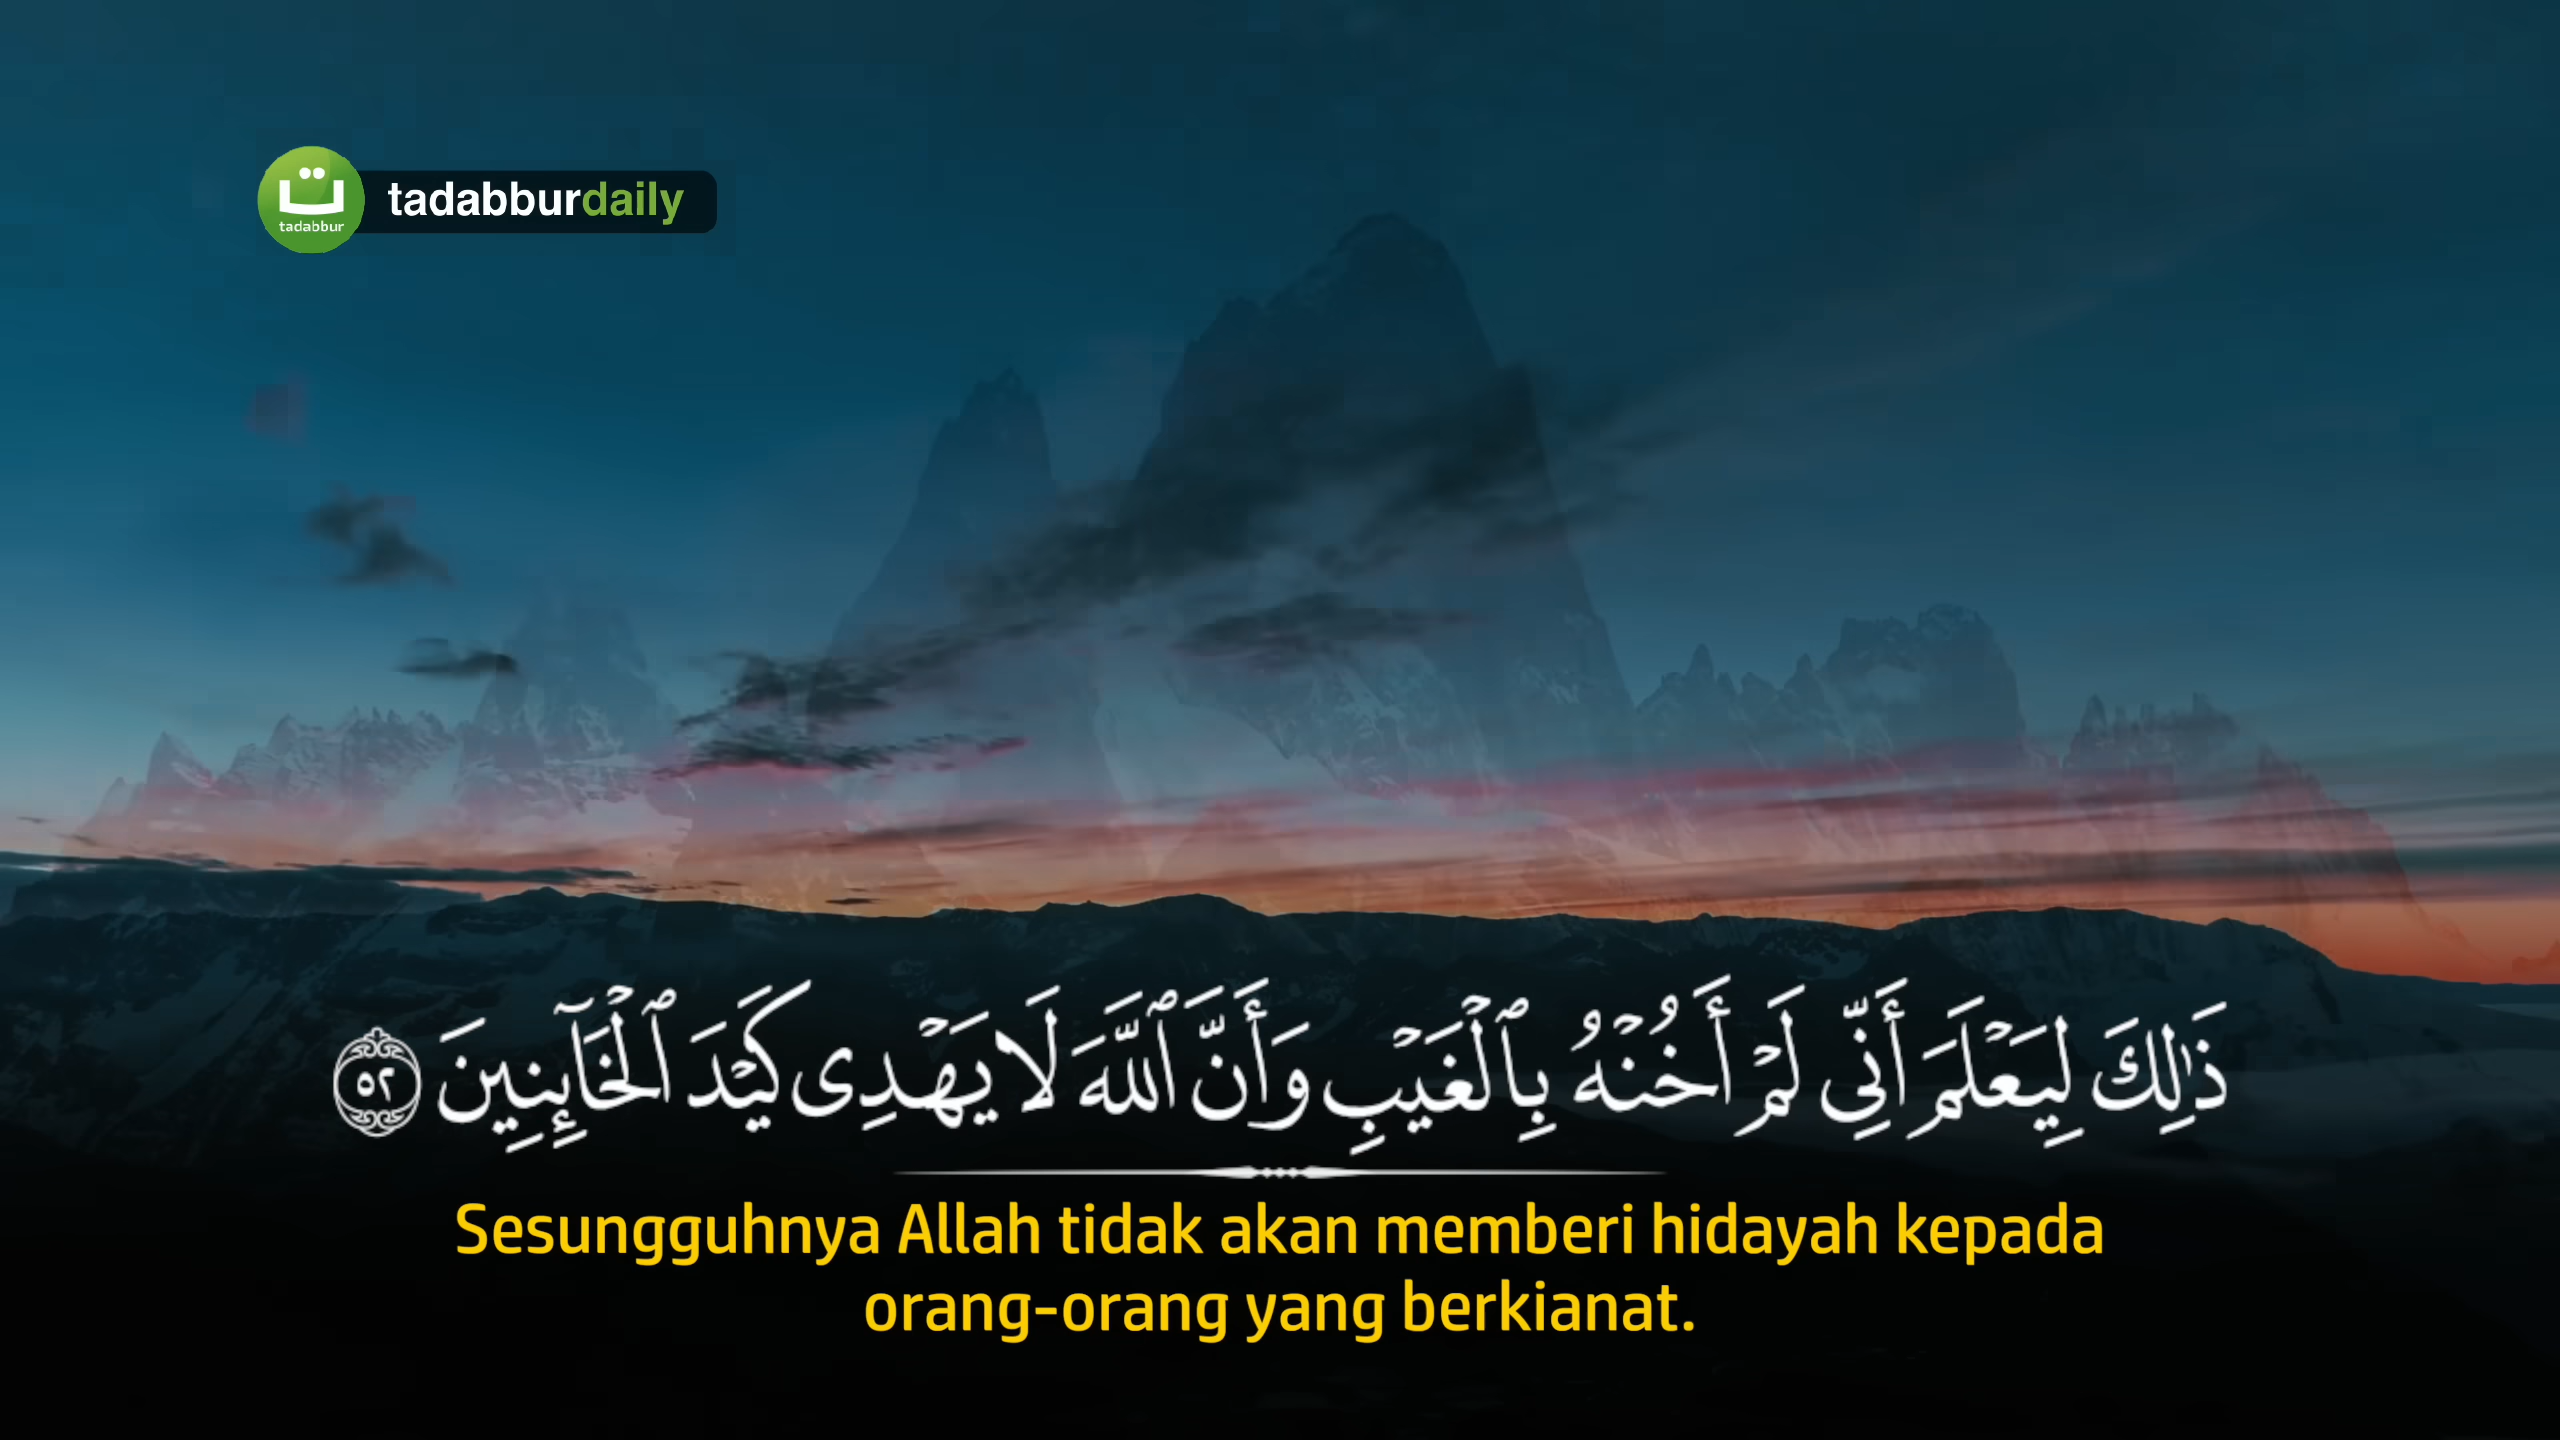 tadabbur
tadabburdaily
ذَٰلِكَ لِيَعْلَمَ أَنِّي لَمْ أَخُنْهُ بِٱلْغَيْبِ وَأَنَّ ٱللَّهَ لَا يَهْدِى كَيْدَ ٱلْخَآئِنِينَ ٥٢
Sesungguhnya Allah tidak akan memberi hidayah kepada
orang-orang yang berkianat.